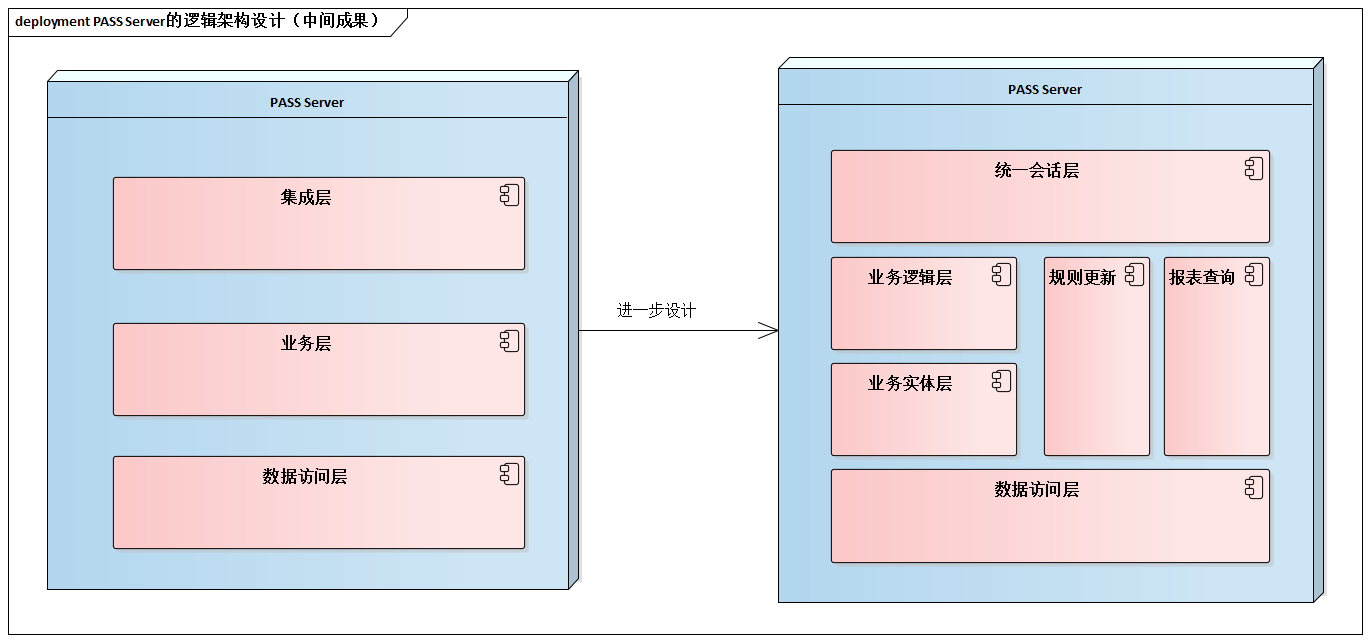 deployment PASS Server的逻辑架构设计（中间成果）
PASS Server
集成层
业务层
数据访问层
进一步设计
PASS Server
统一会话层
业务逻辑层
规则更新
报表查询
业务实体层
数据访问层